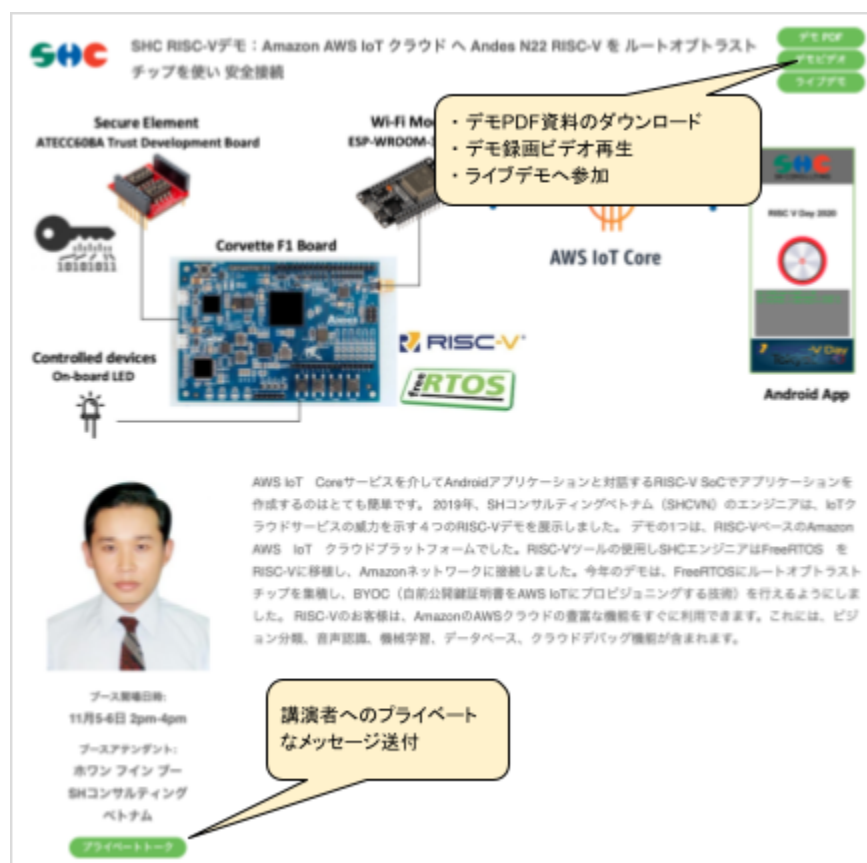 SHC
SHC RISC-Vデモ：Amazon AWS IoT クラウド へ Andes N22 RISC-V を ルートオブトラスト
チップを使い 安全接続
デモ PDF
デモビデオ
ライブデモ
・デモPDF資料のダウンロード
・デモ録画ビデオ再生
・ライブデモへ参加
Secure Element
ATECC608A Trust Development Board
Wi-Fi Mo
ESP-WROOM-
10101011
Corvette F1 Board
AWS IoT Core
SHC
RISC V Day 2020
RISC-V
free RTOS
Controlled devices
On-board LED
-V Day
Android App
AWS IoT Coreサービスを介してAndroidアプリケーションと対話するRISC-V SoCでアプリケーションを
作成するのはとても簡単です。 2019年、SHコンサルティングベトナム（SHCVN）のエンジニアは、IoTク
ラウドサービスの威力を示す４つのRISC-Vデモを展示しました。 デモの1つは、RISC-VベースのAmazon
AWS IoT クラウドプラットフォームでした。RISC-Vツールの使用しSHCエンジニアはFreeRTOS を
RISC-Vに移植し、Amazonネットワークに接続しました。今年のデモは、FreeRTOSにルートオブトラスト
チップを集積し、BYOC（自前公開鍵証明書をAWS IoTにプロビジョニングする技術）を行えるようにしま
した。 RISC-Vのお客様は、AmazonのAWSクラウドの豊富な機能をすぐに利用できます。これには、ビジ
ョン分類、音声認識、機械学習、データベース、クラウドデバッグ機能が含まれます。
ブース開場日時:
11月5-6日 2pm-4pm
ブースアテンダント:
ホワン フイン ブー
SHコンサルティング
ベトナム
プライベートトーク
講演者へのプライベート
なメッセージ送付